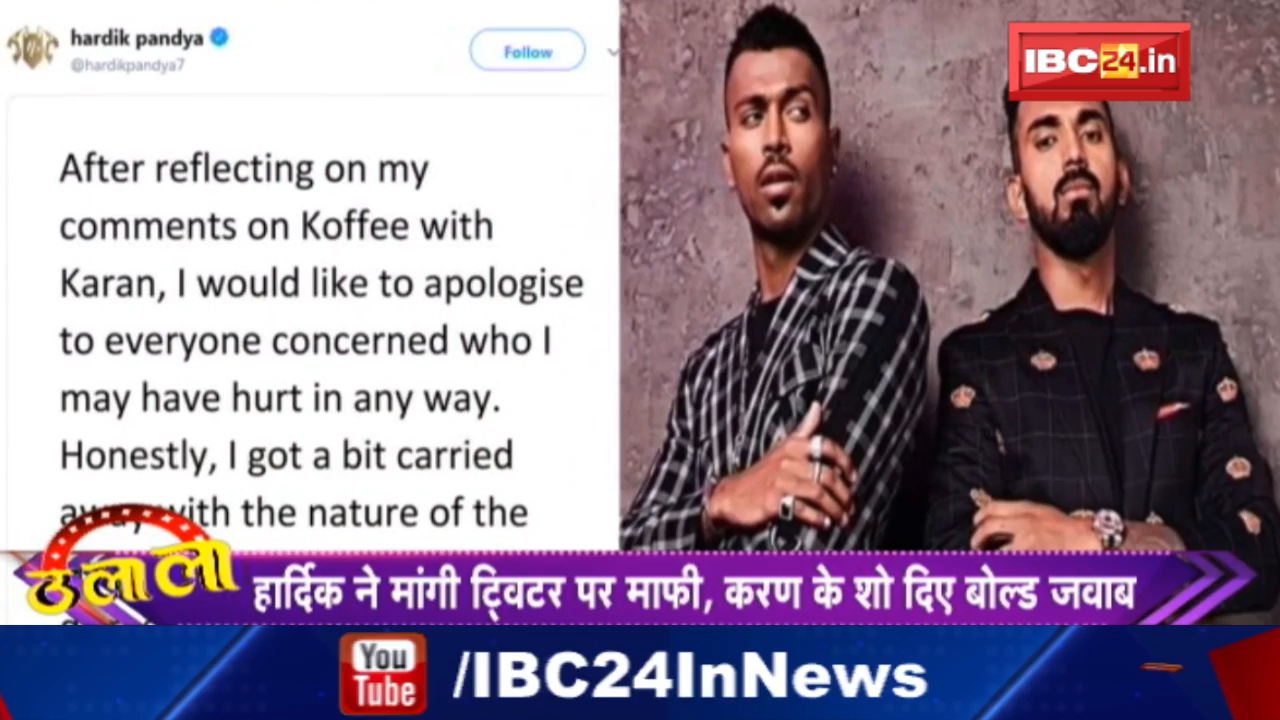 hardik pandya
@hardikpandya7
Follow
IBC24.in
After reflecting on my
comments on Koffee with
Karan, I would like to apologise
to everyone concerned who I
may have hurt in any way.
Honestly, I got a bit carried
away with the nature of the
ठलाला
हार्दिक ने मांगी ट्विटर पर माफी, करण के शो दिए बोल्ड जवाब
You
Tube
/IBC24InNews